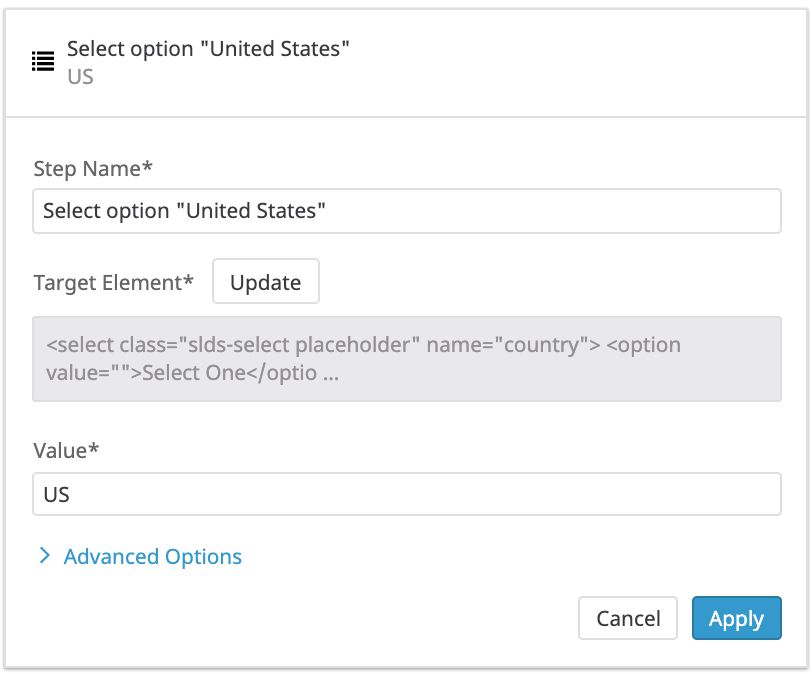 Select option "United States"
US
Step Name*
Select option "United States"
Target Element* Update
<select class="slds-select placeholder" name="country"> <option
value="">Select One</optio ...
Value*
US
Advanced Options
Cancel Apply